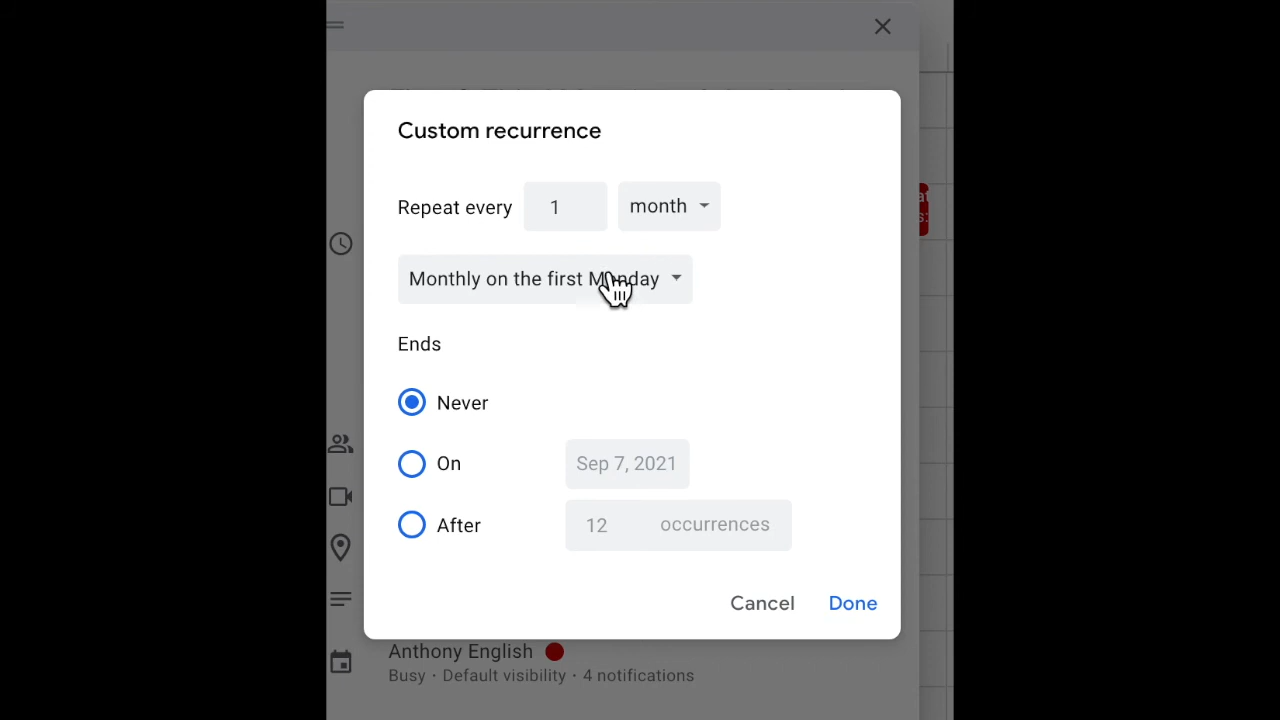 Custom recurrence
Repeat every 1 month
Monthly on the first Monday
Ends
Never
On Sep 7, 2021
After 12 occurrences
Cancel Done
Anthony English
Busy · Default visibility · 4 notifications